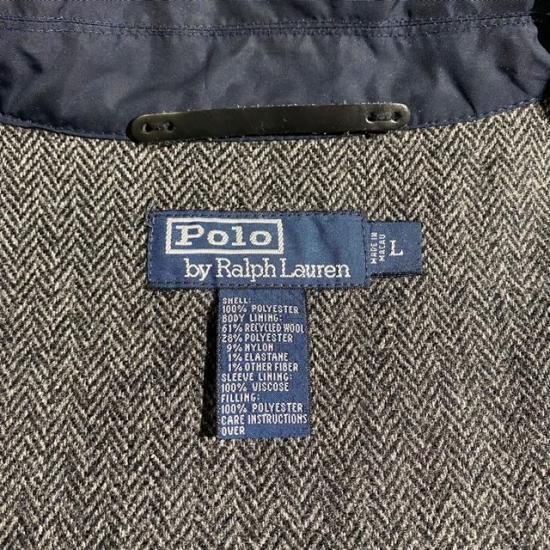 Polo
by Ralph Lauren
MADE IN
MACAU
L
SHELL:
100% POLYESTER
BODY LINING:
61% RECYCLED WOOL
28% POLYESTER
9% NYLON
1% ELASTANE
1% OTHER FIBER
SLEEVE LINING:
100% VISCOSE
FILLING:
100% POLYESTER
CARE INSTRUCTIONS
OVER